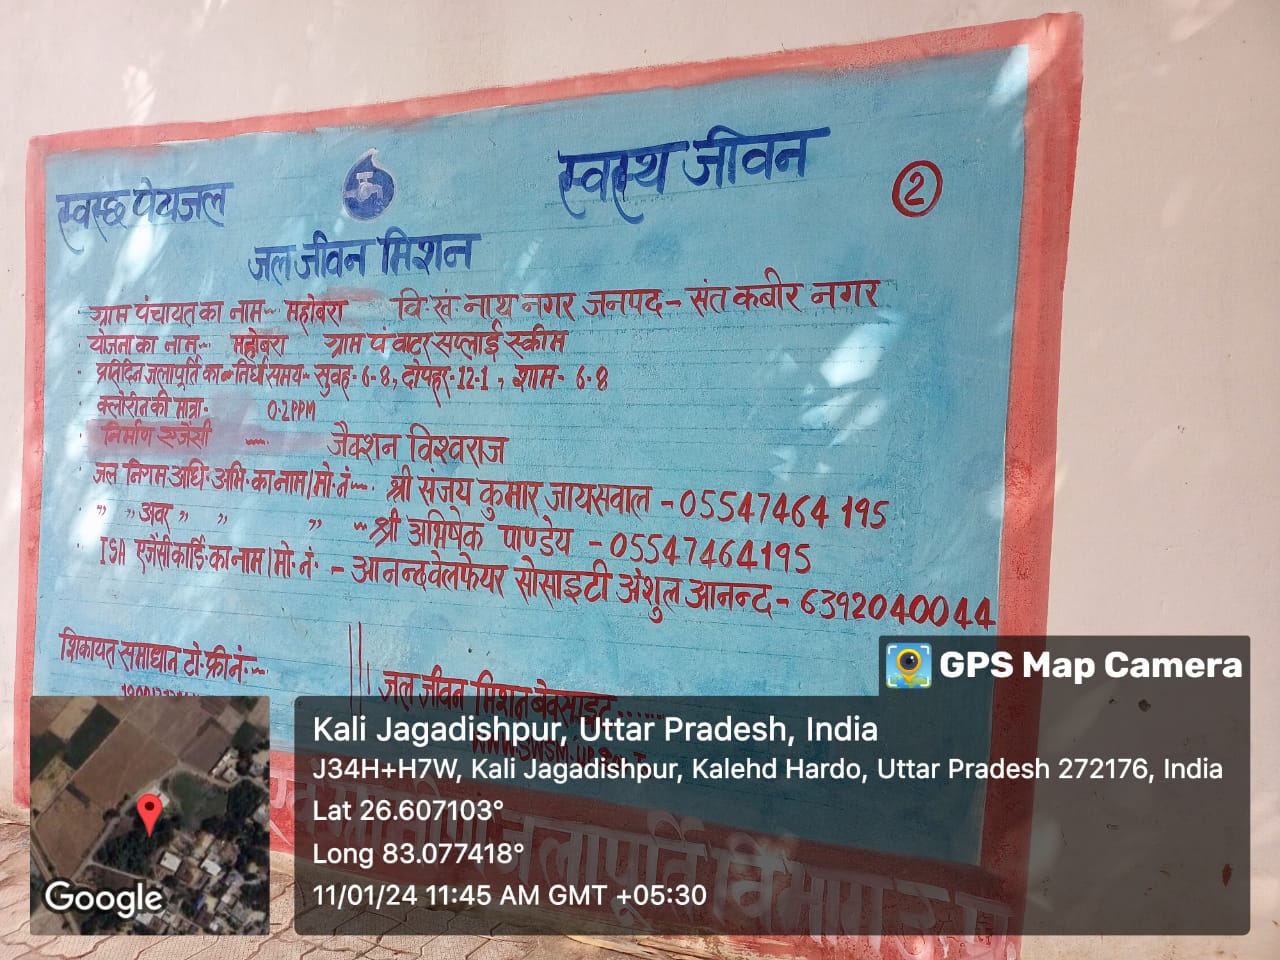 स्वस्छ पेयजल
स्वस्थ जीवन
2
जल जीवन मिशन
ग्राम पंचायत का नाम- महोबरा वि.खं. नाथ नगर जनपद- संत कबीर नगर
योजना का नाम- महोबरा ग्राम पं वाटर सप्लाई स्कीम
प्रतिदिन जलापूर्ति का समय- सुवह- 6-8, दोपहर-12-1, शाम- 6-8
क्लोरीन की मात्रा- 0.2PPM
निर्माण एजेंसी जैक्शन विश्वराज
जल निगम अधि. अभि. का नाम/मो. नं. श्री संजय कुमार जायसवाल - 05547464195
" " अवर " " " श्री अभिषेक पाण्डेय - 05547464195
ISA एजेंसी कार्डि. का नाम/मो. नं. - आनन्द वेलफेयर सोसाइटी अंशुल आनन्द - 6392040044
शिकायत समाधान टो. फ्री नं.
जल जीवन मिशन बेवसाइट......
जलापूर्ति विभाग उ. प्र.
GPS Map Camera
Kali Jagadishpur, Uttar Pradesh, India
J34H+H7W, Kali Jagadishpur, Kalehd Hardo, Uttar Pradesh 272176, India
Lat 26.607103°
Long 83.077418°
11/01/24 11:45 AM GMT +05:30
Google